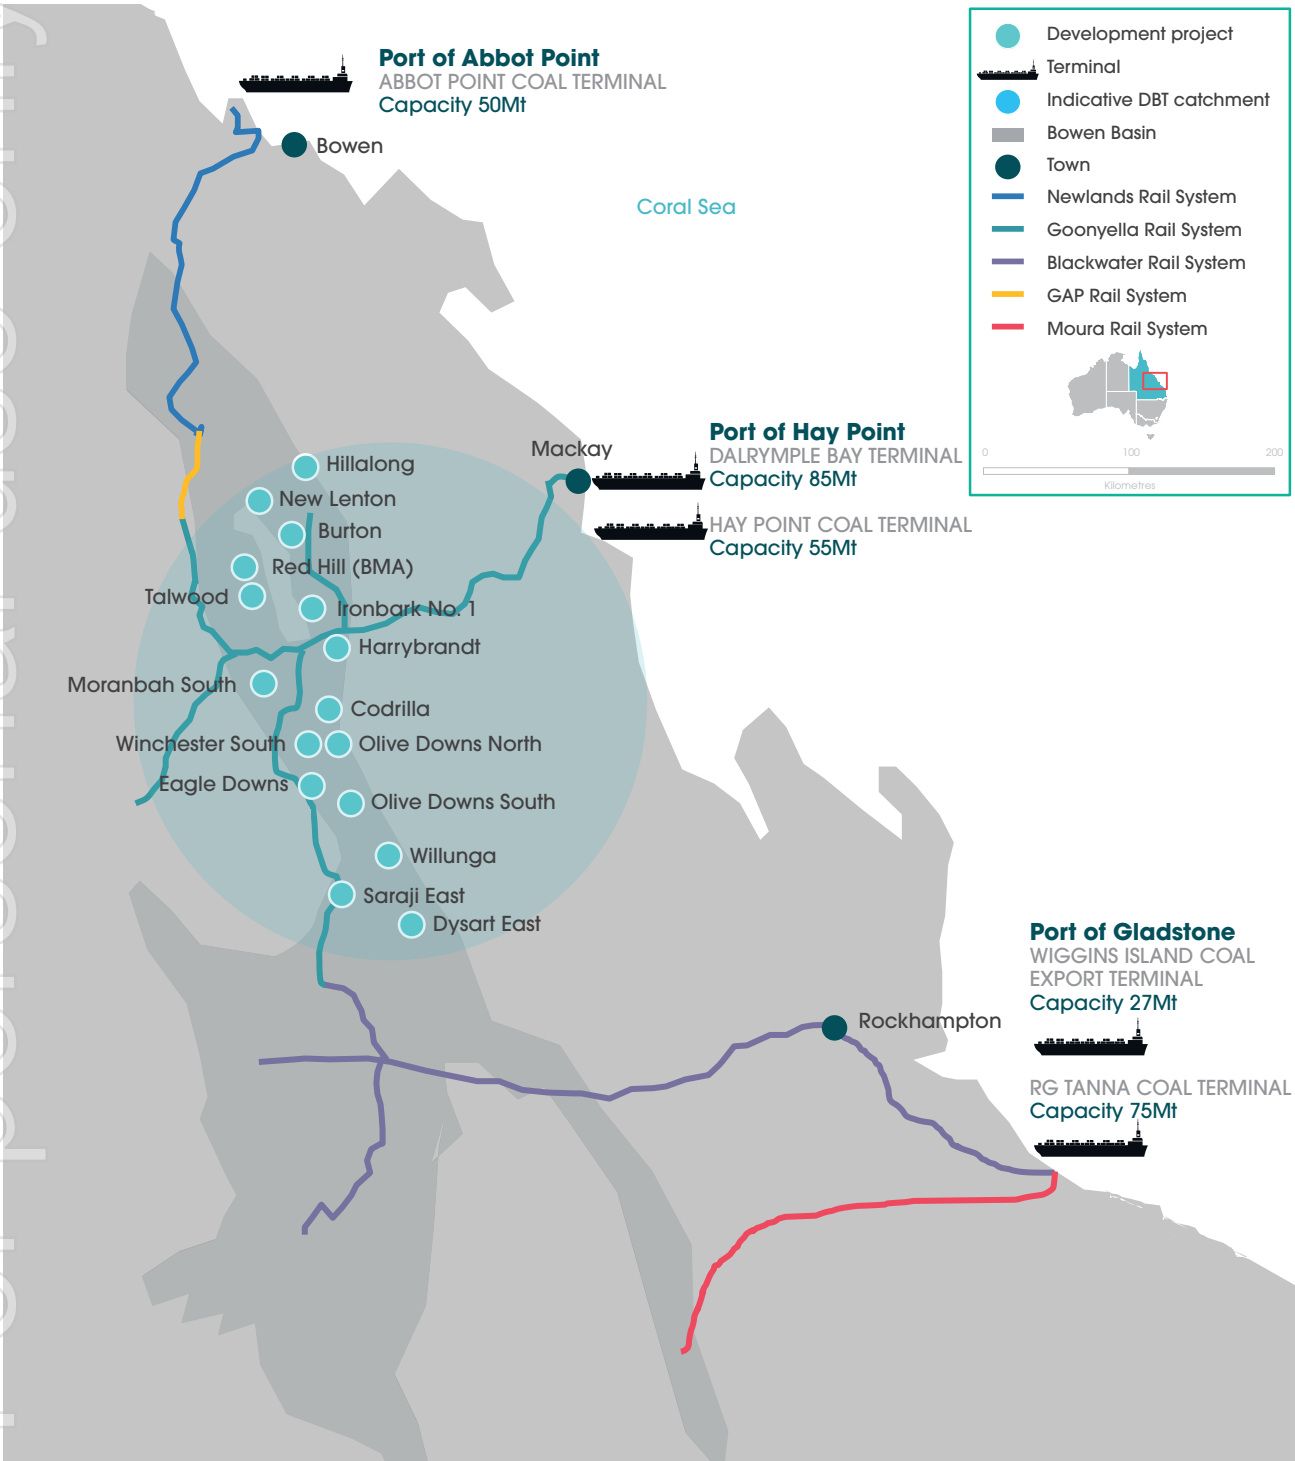 Port of Abbot Point
ABBOT POINT COAL TERMINAL
Capacity 50Mt
Bowen
Coral Sea
Development project
Terminal
Indicative DBT catchment
Bowen Basin
Town
Newlands Rail System
Goonyella Rail System
Blackwater Rail System
GAP Rail System
Moura Rail System
0 100 200
Kilometres
Mackay
Port of Hay Point
DALRYMPLE BAY TERMINAL
Capacity 85Mt
HAY POINT COAL TERMINAL
Capacity 55Mt
Hillalong
New Lenton
Burton
Red Hill (BMA)
Talwood
Ironbark No. 1
Harrybrandt
Moranbah South
Codrilla
Winchester South
Olive Downs North
Eagle Downs
Olive Downs South
Willunga
Saraji East
Dysart East
Port of Gladstone
WIGGINS ISLAND COAL
EXPORT TERMINAL
Capacity 27Mt
Rockhampton
RG TANNA COAL TERMINAL
Capacity 75Mt